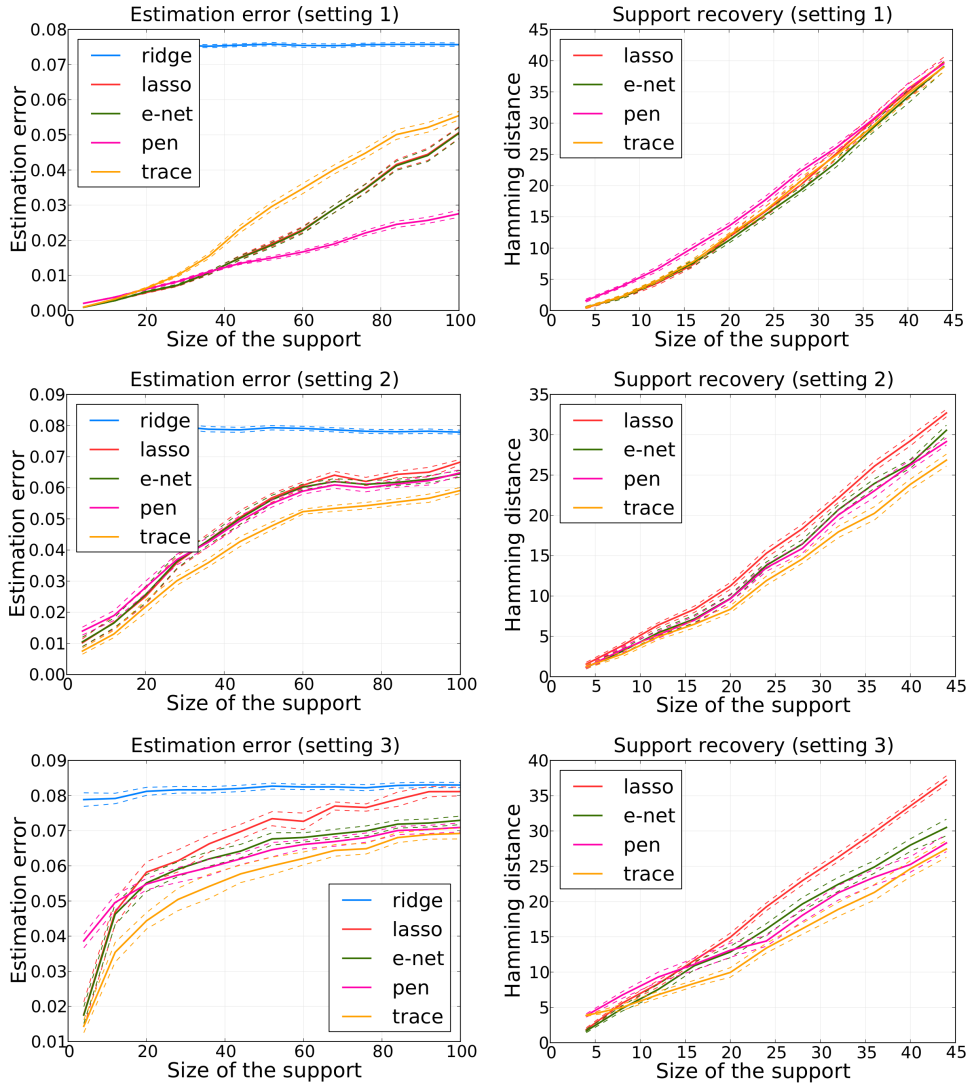 Estimation error (setting 1)
Estimation error
0.08
0.07
0.06
0.05
0.04
0.03
0.02
0.01
0.00
ridge
lasso
e-net
pen
trace
0 20 40 60 80 100
Size of the support
Support recovery (setting 1)
Hamming distance
45
40
35
30
25
20
15
10
5
0
lasso
e-net
pen
trace
0 5 10 15 20 25 30 35 40 45
Size of the support
Estimation error (setting 2)
Estimation error
0.09
0.08
0.07
0.06
0.05
0.04
0.03
0.02
0.01
0.00
ridge
lasso
e-net
pen
trace
0 20 40 60 80 100
Size of the support
Support recovery (setting 2)
Hamming distance
35
30
25
20
15
10
5
0
lasso
e-net
pen
trace
0 5 10 15 20 25 30 35 40 45
Size of the support
Estimation error (setting 3)
Estimation error
0.09
0.08
0.07
0.06
0.05
0.04
0.03
0.02
0.01
ridge
lasso
e-net
pen
trace
0 20 40 60 80 100
Size of the support
Support recovery (setting 3)
Hamming distance
40
35
30
25
20
15
10
5
0
lasso
e-net
pen
trace
0 5 10 15 20 25 30 35 40 45
Size of the support